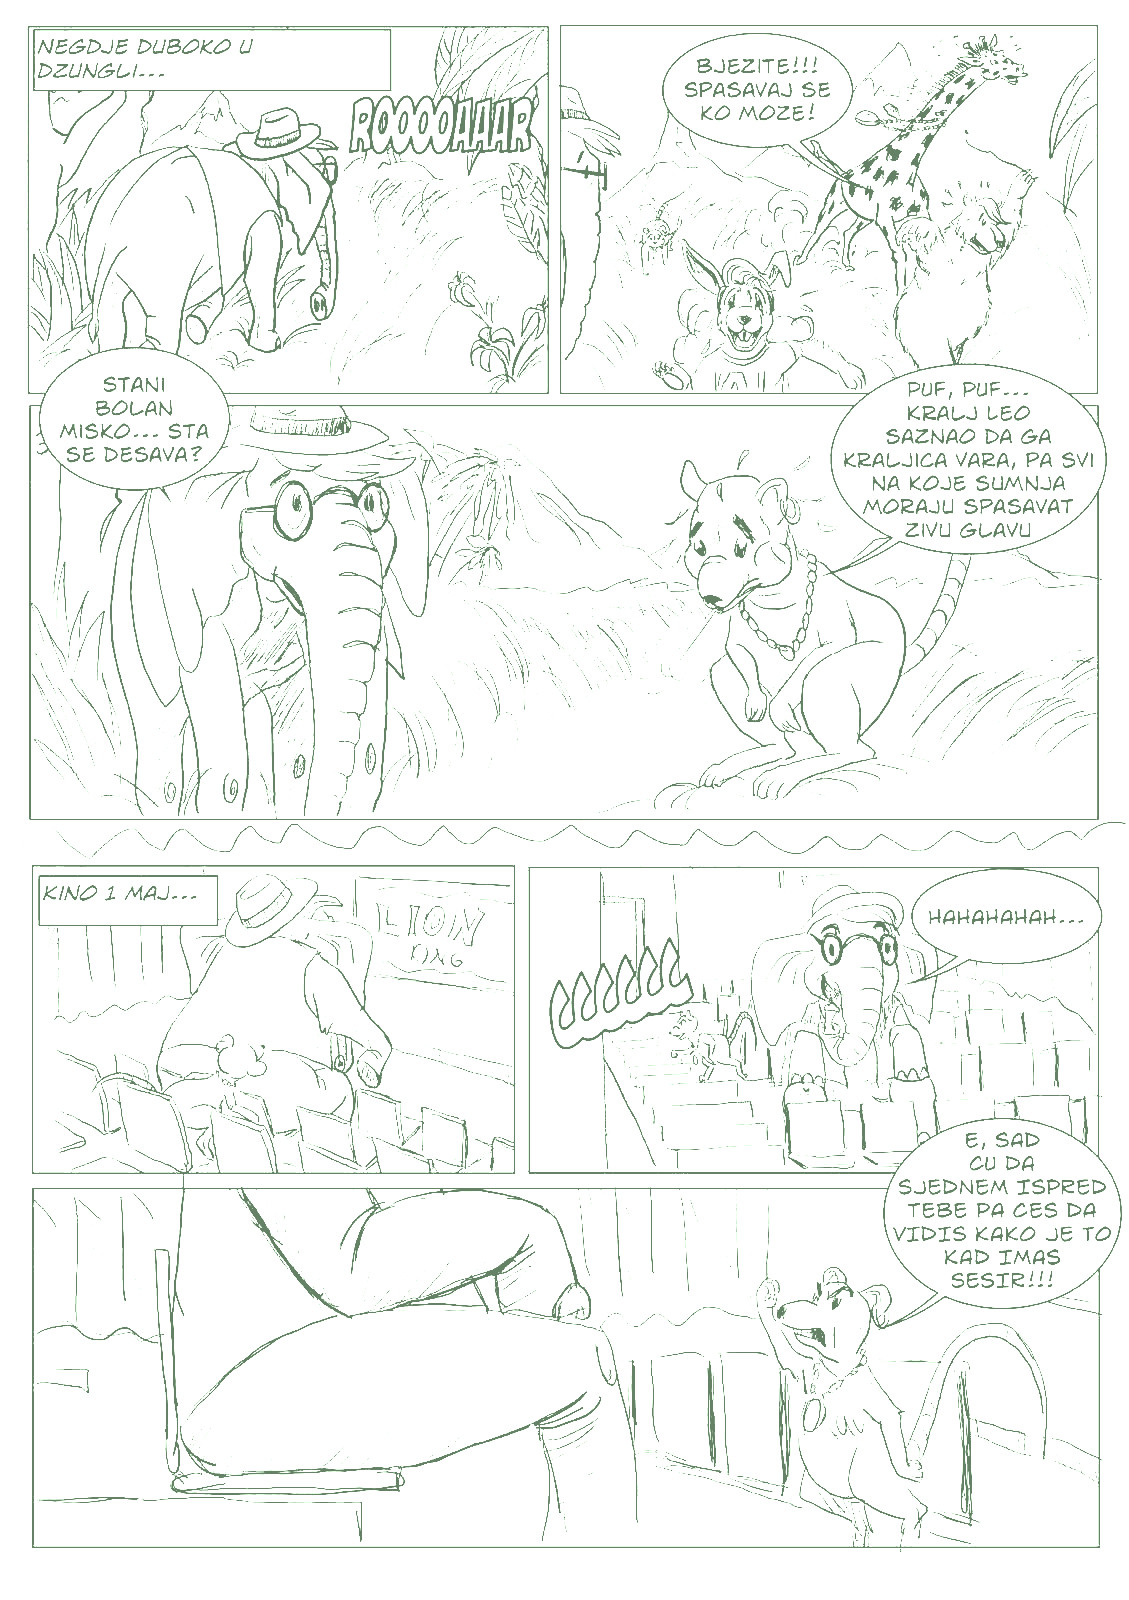 NEGDJE DUBOKO U
DZUNGLI---
ROOOOAAAR
BJEZITE!!!
SPASAVAJ SE
KO MOZE!
STANI
BOLAN
MISKO--- STA
SE DESAVA?
PUF, PUF---
KRALJ LEO
SAZNAO DA GA
KRALJICA VARA, PA SVI
NA KOJE SUMNJA
MORAJU SPASAVAT
ZIVU GLAVU
KINO 1 MAJ---
LIOIN
KING
HAHAHAHAH---
E, SAD
CU DA
SJEDNEM ISPRED
TEBE PA CES DA
VIDIS KAKO JE TO
KAD IMAS
SESIR!!!